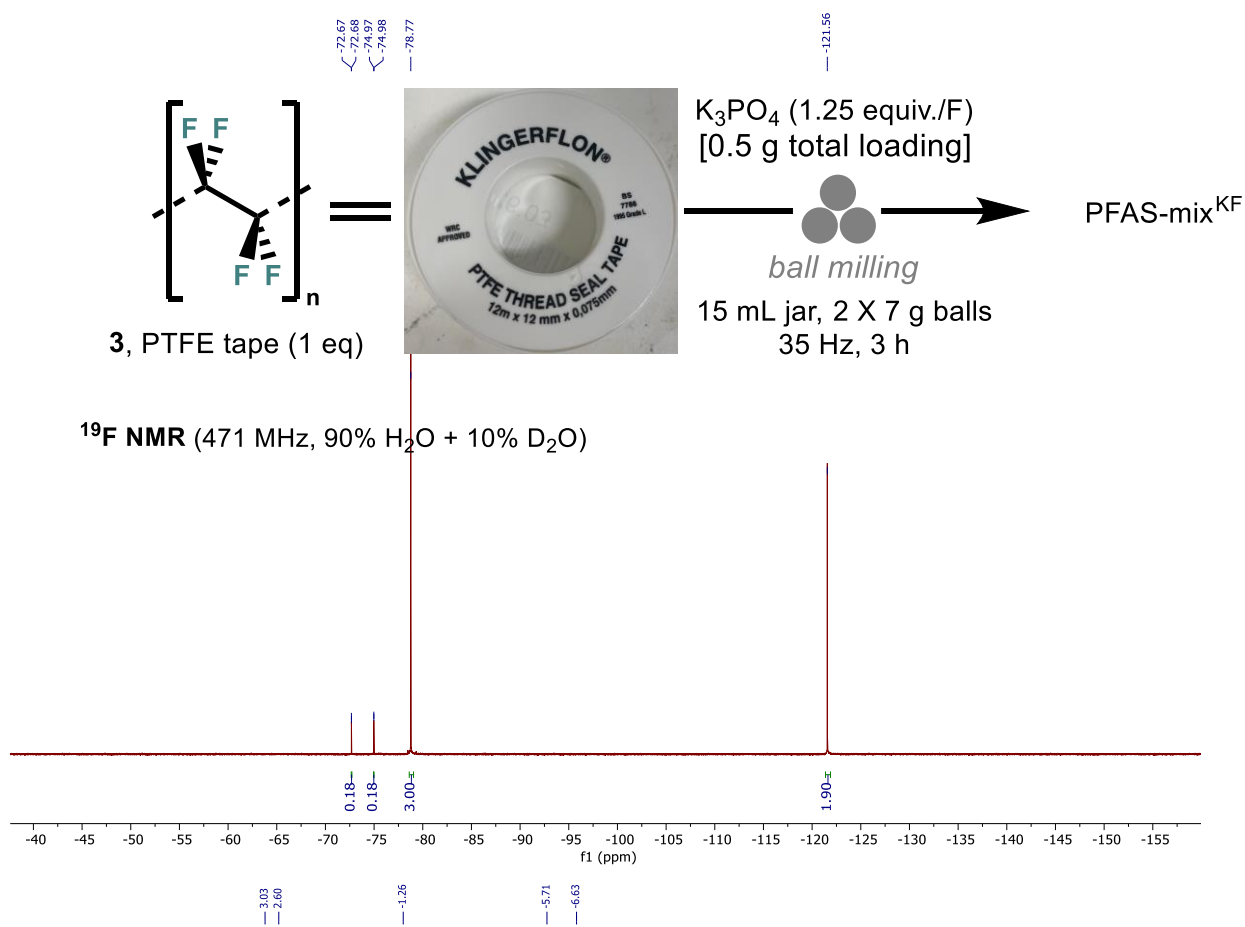 -72.67
-72.68
-74.97
-74.98
-78.77
-121.56
F F
F F
n
3, PTFE tape (1 eq)
KLINGERFLON®
WRC
APPROVED
BS
7786
1995 Grade L
PTFE THREAD SEAL TAPE
12m x 12 mm x 0,075mm
K3PO4 (1.25 equiv./F)
[0.5 g total loading]
ball milling
15 mL jar, 2 X 7 g balls
35 Hz, 3 h
PFAS-mixKF
19F NMR (471 MHz, 90% H2O + 10% D2O)
0.18
0.18
3.00
1.90
-40 -45 -50 -55 -60 -65 -70 -75 -80 -85 -90 -95 -100 -105 -110 -115 -120 -125 -130 -135 -140 -145 -150 -155
f1 (ppm)
3.03
2.60
-1.26
-5.71
-6.63